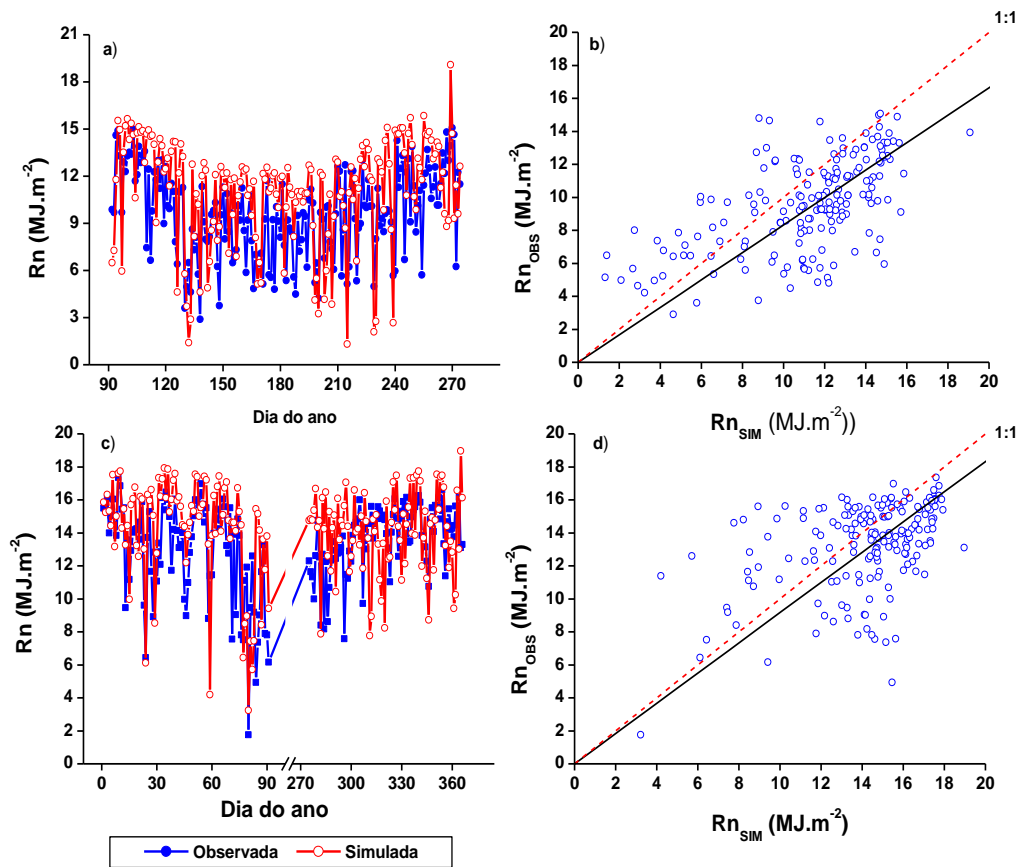 a)
21
18
15
12
9
6
3
0
Rn (MJ.m⁻²)
90 120 150 180 210 240 270
Dia do ano
b)
1:1
20
18
16
14
12
10
8
6
4
2
0
Rn_OBS (MJ.m⁻²)
0 2 4 6 8 10 12 14 16 18 20
Rn_SIM (MJ.m⁻²))
c)
20
18
16
14
12
10
8
6
4
2
0
Rn (MJ.m⁻²)
0 30 60 90 270 300 330 360
Dia do ano
d)
1:1
20
18
16
14
12
10
8
6
4
2
0
Rn_OBS (MJ.m⁻²)
0 2 4 6 8 10 12 14 16 18 20
Rn_SIM (MJ.m⁻²)
Observada Simulada